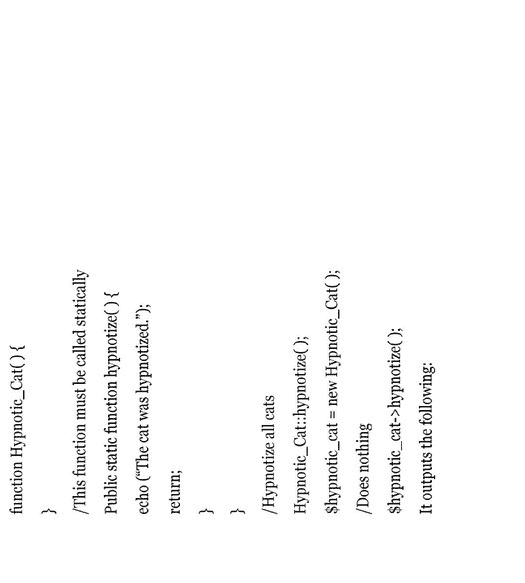 function Hypnotic_Cat( ) {
}
/This function must be called statically
Public static function hypnotize( ) {
echo (“The cat was hypnotized.”);
return;
}
}
/Hypnotize all cats
Hypnotic_Cat::hypnotize( );
$hypnotic_cat = new Hypnotic_Cat( );
/Does nothing
$hypnotic_cat->hypnotize( );
It outputs the following: